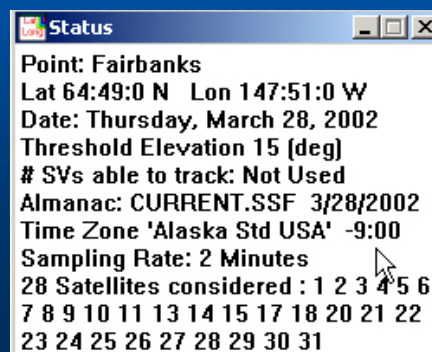 Lat
Long
Status
Point: Fairbanks
Lat 64:49:0 N Lon 147:51:0 W
Date: Thursday, March 28, 2002
Threshold Elevation 15 (deg)
# SVs able to track: Not Used
Almanac: CURRENT.SSF 3/28/2002
Time Zone 'Alaska Std USA' -9:00
Sampling Rate: 2 Minutes
28 Satellites considered : 1 2 3 4 5 6
7 8 9 10 11 13 14 15 17 18 20 21 22
23 24 25 26 27 28 29 30 31